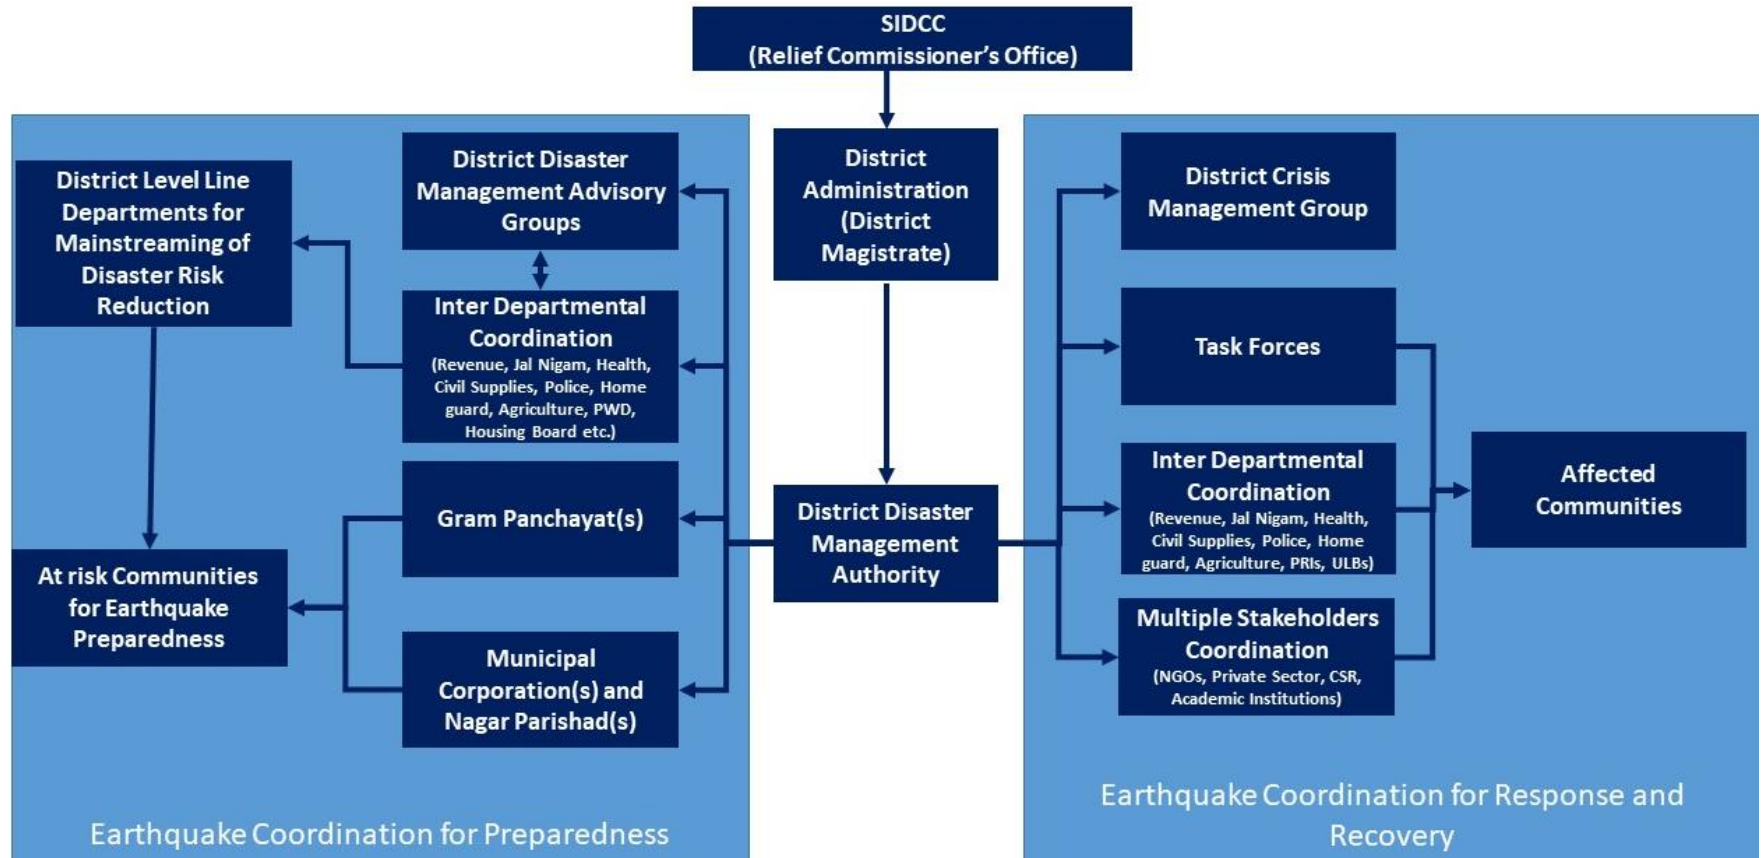 SIDCC
(Relief Commissioner's Office)
District Level Line
Departments for
Mainstreaming of
Disaster Risk
Reduction
At risk Communities
for Earthquake
Preparedness
District Disaster
Management Advisory
Groups
Inter Departmental
Coordination
(Revenue, Jal Nigam, Health,
Civil Supplies, Police, Home
guard, Agriculture, PWD,
Housing Board etc.)
Gram Panchayat(s)
Municipal
Corporation(s) and
Nagar Parishad(s)
Earthquake Coordination for Preparedness
District
Administration
(District
Magistrate)
District Disaster
Management
Authority
District Crisis
Management Group
Task Forces
Inter Departmental
Coordination
(Revenue, Jal Nigam, Health,
Civil Supplies, Police, Home
guard, Agriculture, PRIs, ULBs)
Multiple Stakeholders
Coordination
(NGOs, Private Sector, CSR,
Academic Institutions)
Affected
Communities
Earthquake Coordination for Response and
Recovery